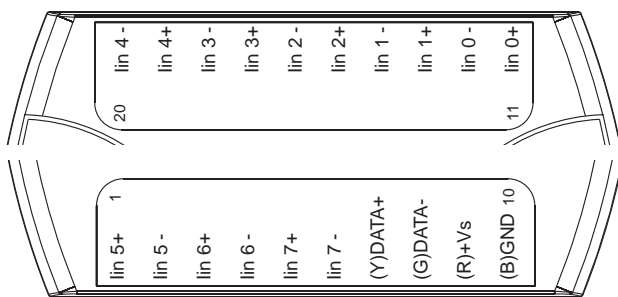 Iin 4 -
Iin 4+
Iin 3 -
Iin 3+
Iin 2 -
Iin 2+
Iin 1 -
Iin 1+
Iin 0 -
Iin 0+
20
11
1
10
Iin 5+
Iin 5 -
Iin 6+
Iin 6 -
Iin 7+
Iin 7 -
(Y)DATA+
(G)DATA-
(R)+Vs
(B)GND